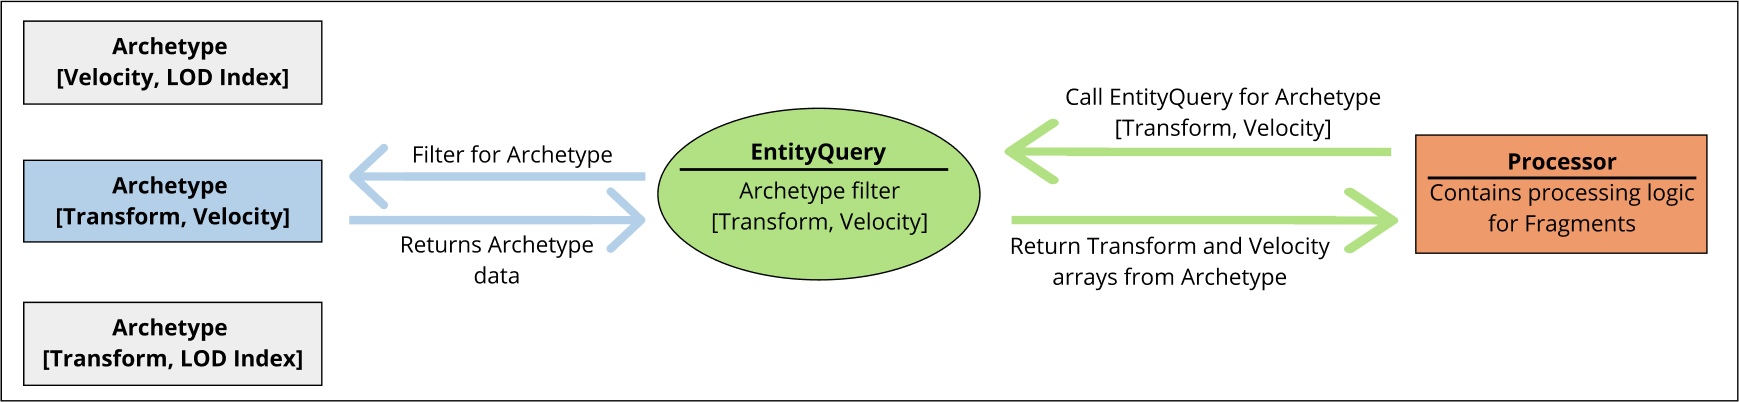 Archetype
[Velocity, LOD Index]
Archetype
[Transform, Velocity]
Archetype
[Transform, LOD Index]
Filter for Archetype
Returns Archetype
data
EntityQuery
Archetype filter
[Transform, Velocity]
Call EntityQuery for Archetype
[Transform, Velocity]
Return Transform and Velocity
arrays from Archetype
Processor
Contains processing logic
for Fragments